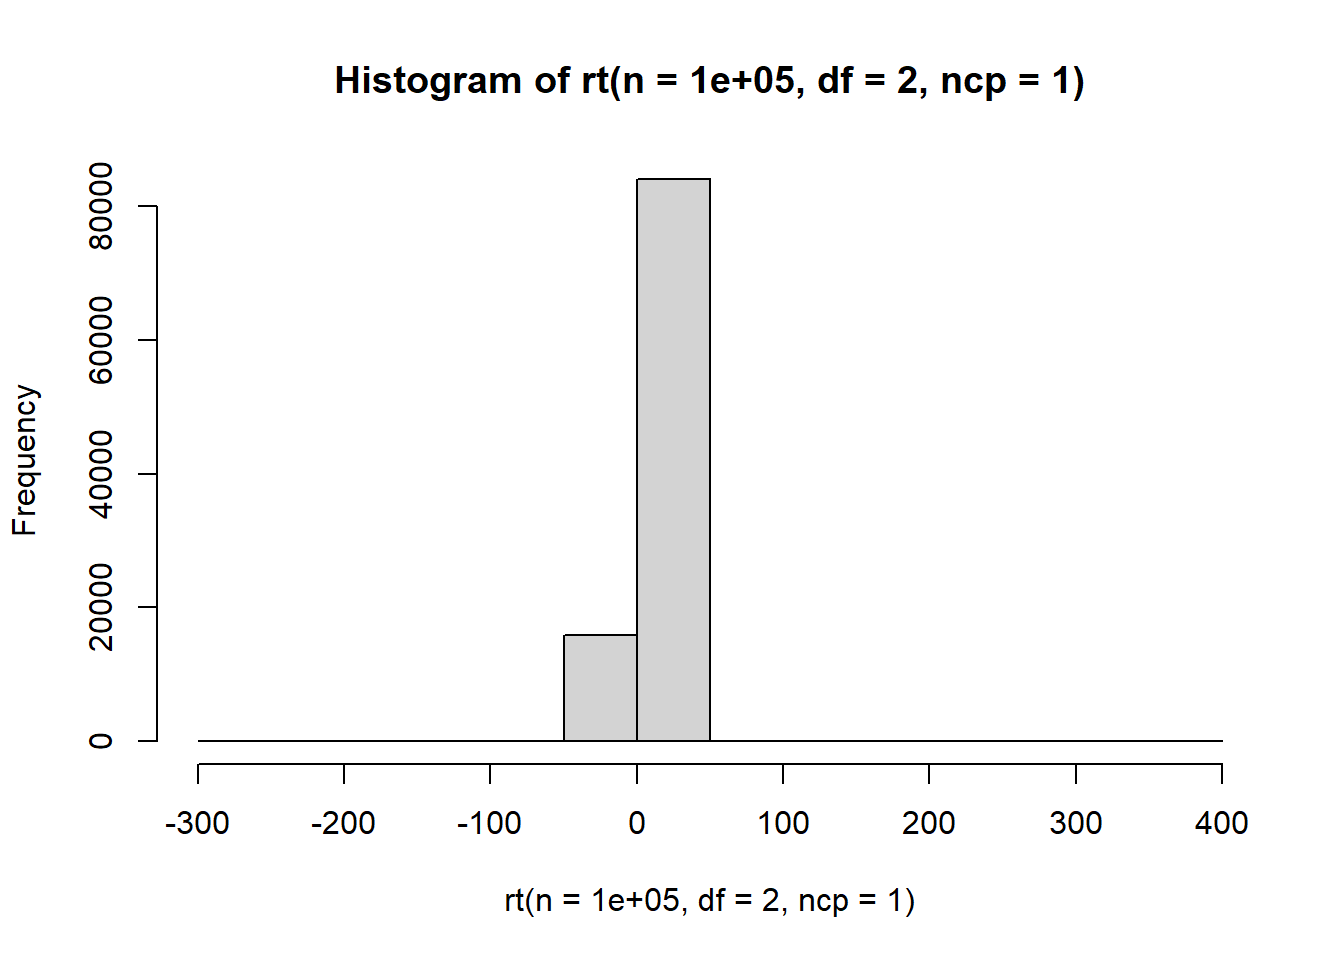 Histogram of rt(n = 1e+05, df = 2, ncp = 1)
Frequency
80000
60000
40000
20000
0
-300 -200 -100 0 100 200 300 400
rt(n = 1e+05, df = 2, ncp = 1)